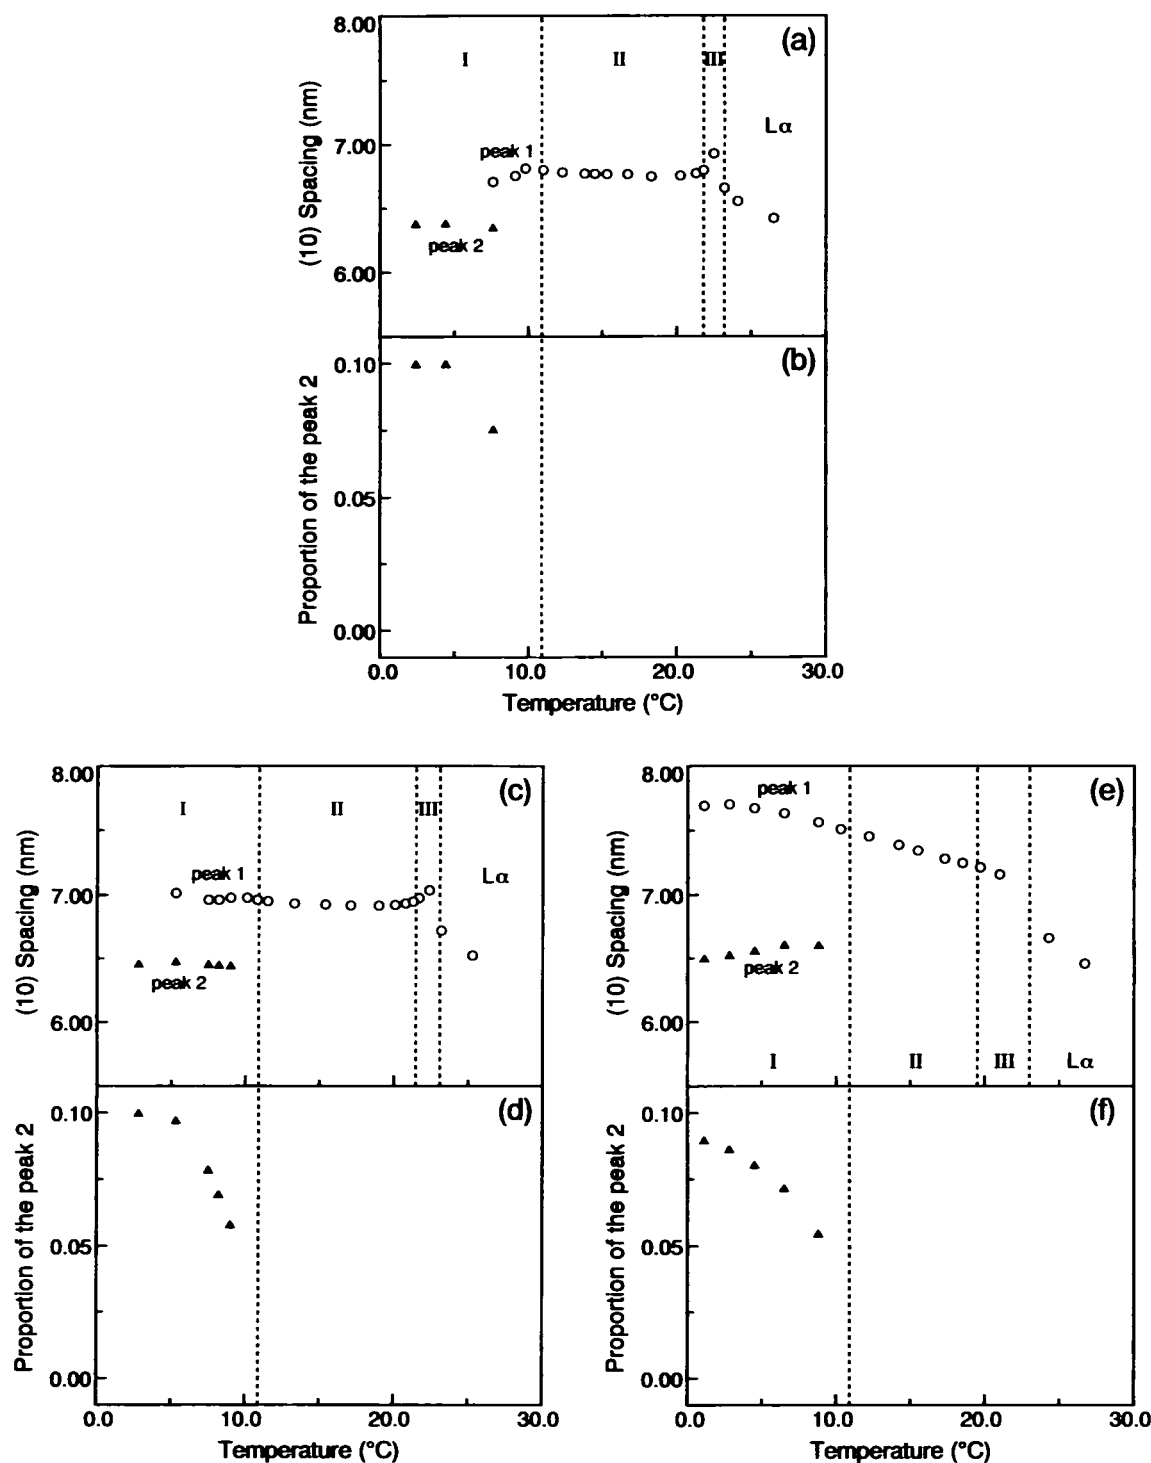 (a)
8.00
I II III
Lα
7.00
peak 1
peak 2
6.00
(10) Spacing (nm)
(b)
0.10
0.05
0.00
Proportion of the peak 2
0.0 10.0 20.0 30.0
Temperature (°C)
(c)
8.00
I II III
Lα
7.00
peak 1
peak 2
6.00
(10) Spacing (nm)
(d)
0.10
0.05
0.00
Proportion of the peak 2
0.0 10.0 20.0 30.0
Temperature (°C)
(e)
8.00
peak 1
7.00
peak 2
6.00
I II III Lα
(10) Spacing (nm)
(f)
0.10
0.05
0.00
Proportion of the peak 2
0.0 10.0 20.0 30.0
Temperature (°C)